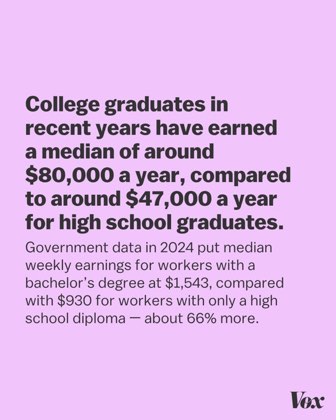 College graduates in
recent years have earned
a median of around
$80,000 a year, compared
to around $47,000 a year
for high school graduates.
Government data in 2024 put median
weekly earnings for workers with a
bachelor's degree at $1,543, compared
with $930 for workers with only a high
school diploma — about 66% more.
Vox